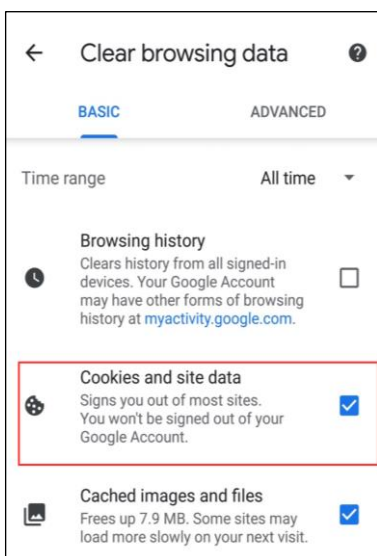 Clear browsing data
BASIC ADVANCED
Time range All time
Browsing history
Clears history from all signed-in
devices. Your Google Account
may have other forms of browsing
history at myactivity.google.com.
Cookies and site data
Signs you out of most sites.
You won't be signed out of your
Google Account.
Cached images and files
Frees up 7.9 MB. Some sites may
load more slowly on your next visit.